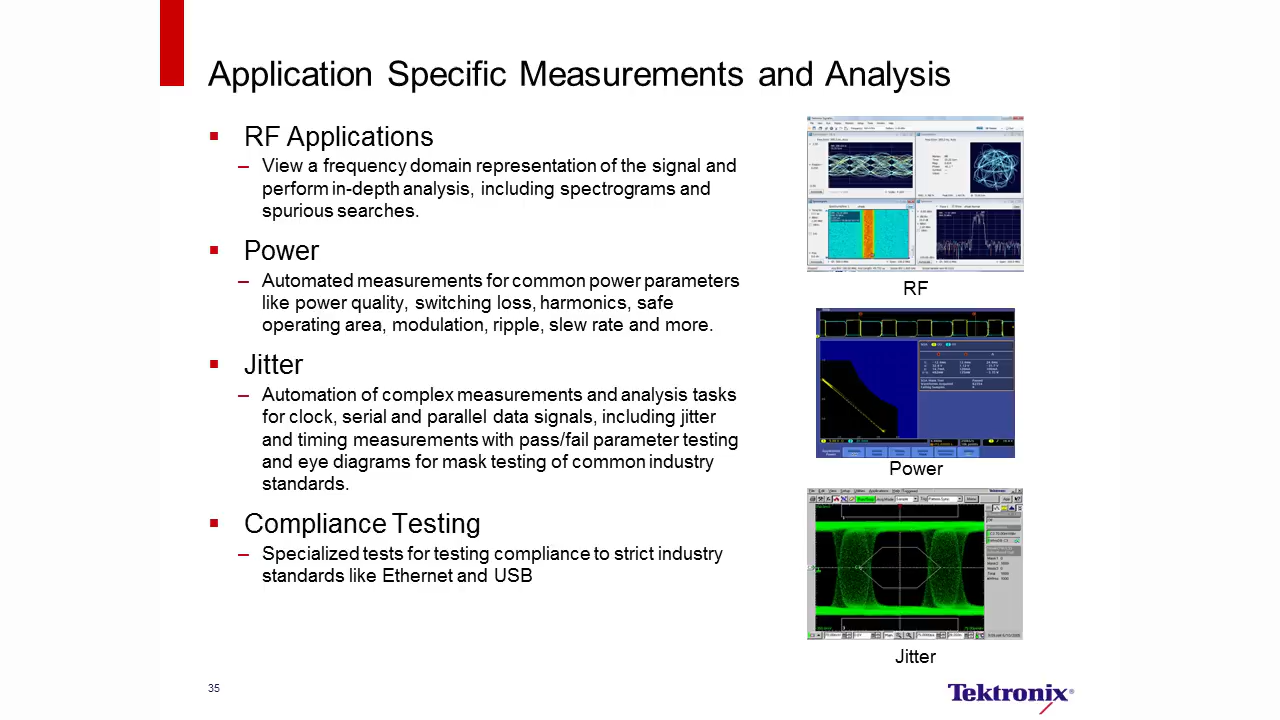 Application Specific Measurements and Analysis
▪ RF Applications
– View a frequency domain representation of the signal and
perform in-depth analysis, including spectrograms and
spurious searches.
▪ Power
– Automated measurements for common power parameters
like power quality, switching loss, harmonics, safe
operating area, modulation, ripple, slew rate and more.
▪ Jitter
– Automation of complex measurements and analysis tasks
for clock, serial and parallel data signals, including jitter
and timing measurements with pass/fail parameter testing
and eye diagrams for mask testing of common industry
standards.
▪ Compliance Testing
– Specialized tests for testing compliance to strict industry
standards like Ethernet and USB
RF
Power
Jitter
35
Tektronix®